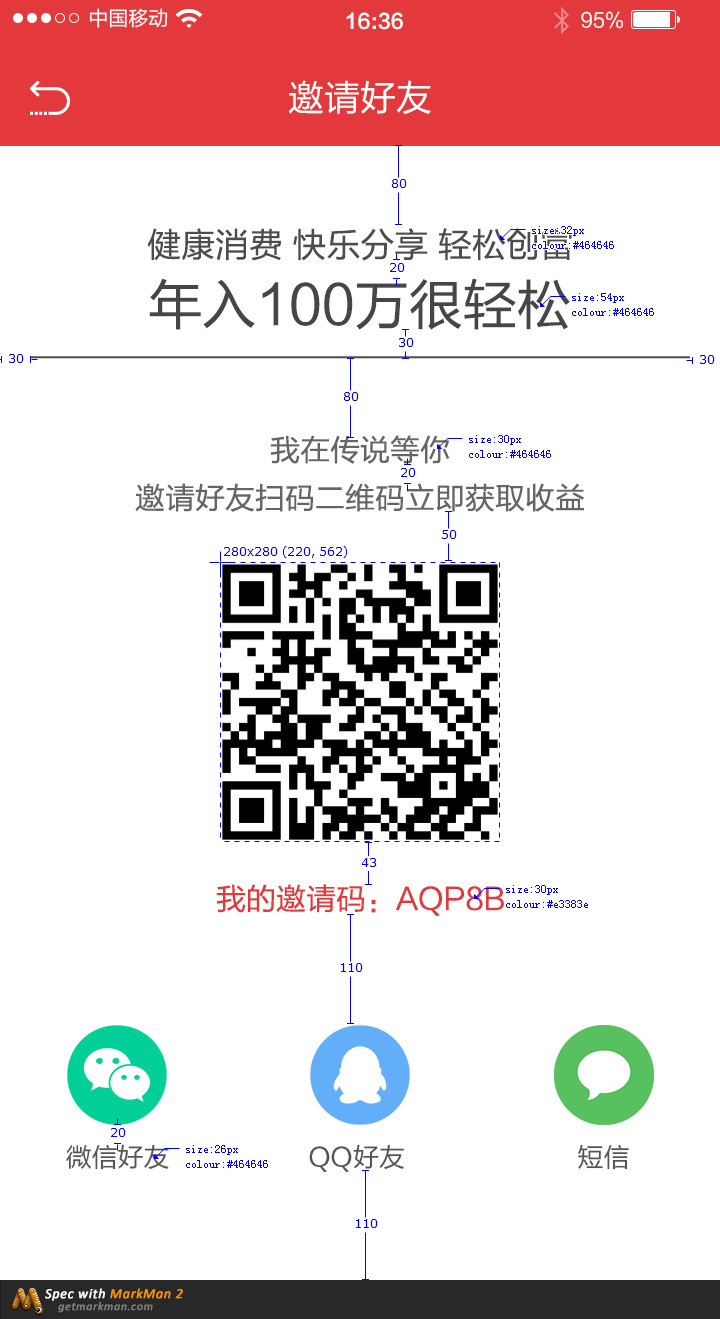 中国移动 16:36 95%
邀请好友
80
健康消费 快乐分享 轻松创富
size:32px
colour:#464646
20
年入100万很轻松
size:54px
colour:#464646
30
30 30
80
我在传说等你
size:30px
colour:#464646
20
邀请好友扫码二维码立即获取收益
50
280x280 (220, 562)
43
我的邀请码：AQP8B
size:30px
colour:#e3383e
110
20
微信好友 QQ好友 短信
size:26px
colour:#464646
110
Spec with MarkMan 2
getmarkman.com